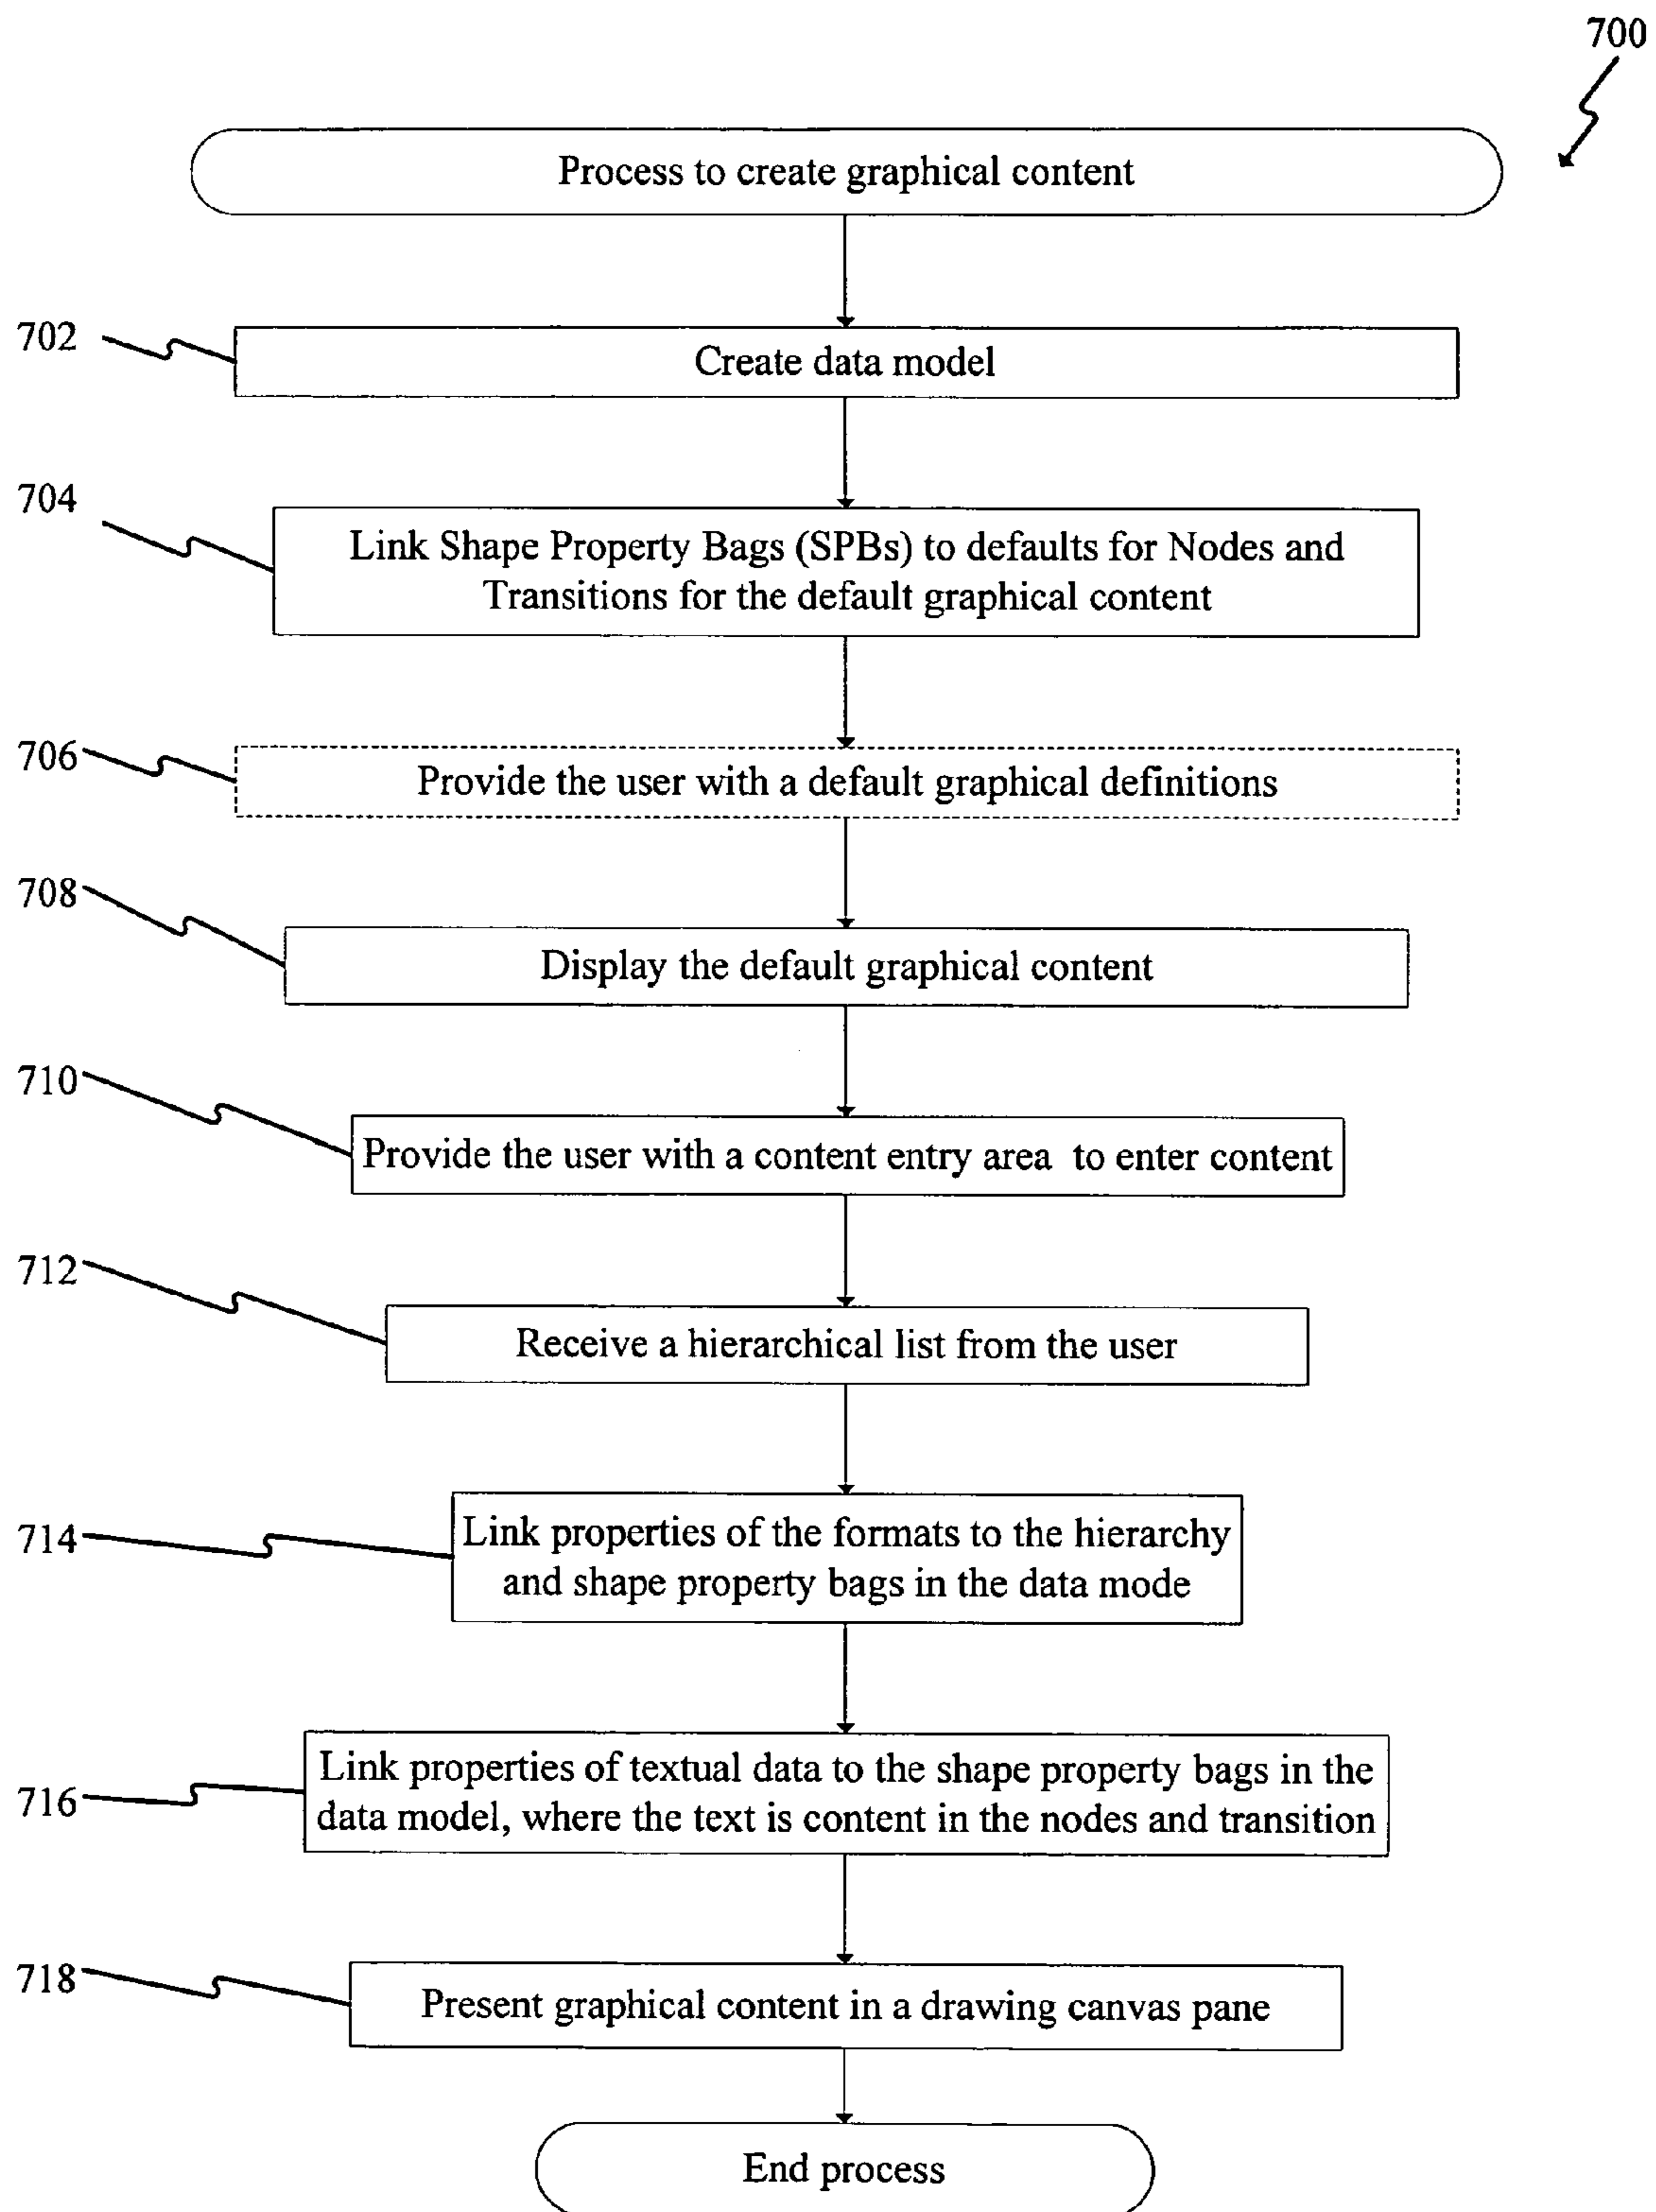 700
Process to create graphical content
702
Create data model
704
Link Shape Property Bags (SPBs) to defaults for Nodes and
Transitions for the default graphical content
706
Provide the user with a default graphical definitions
708
Display the default graphical content
710
Provide the user with a content entry area to enter content
712
Receive a hierarchical list from the user
714
Link properties of the formats to the hierarchy
and shape property bags in the data mode
716
Link properties of textual data to the shape property bags in the
data model, where the text is content in the nodes and transition
718
Present graphical content in a drawing canvas pane
End process